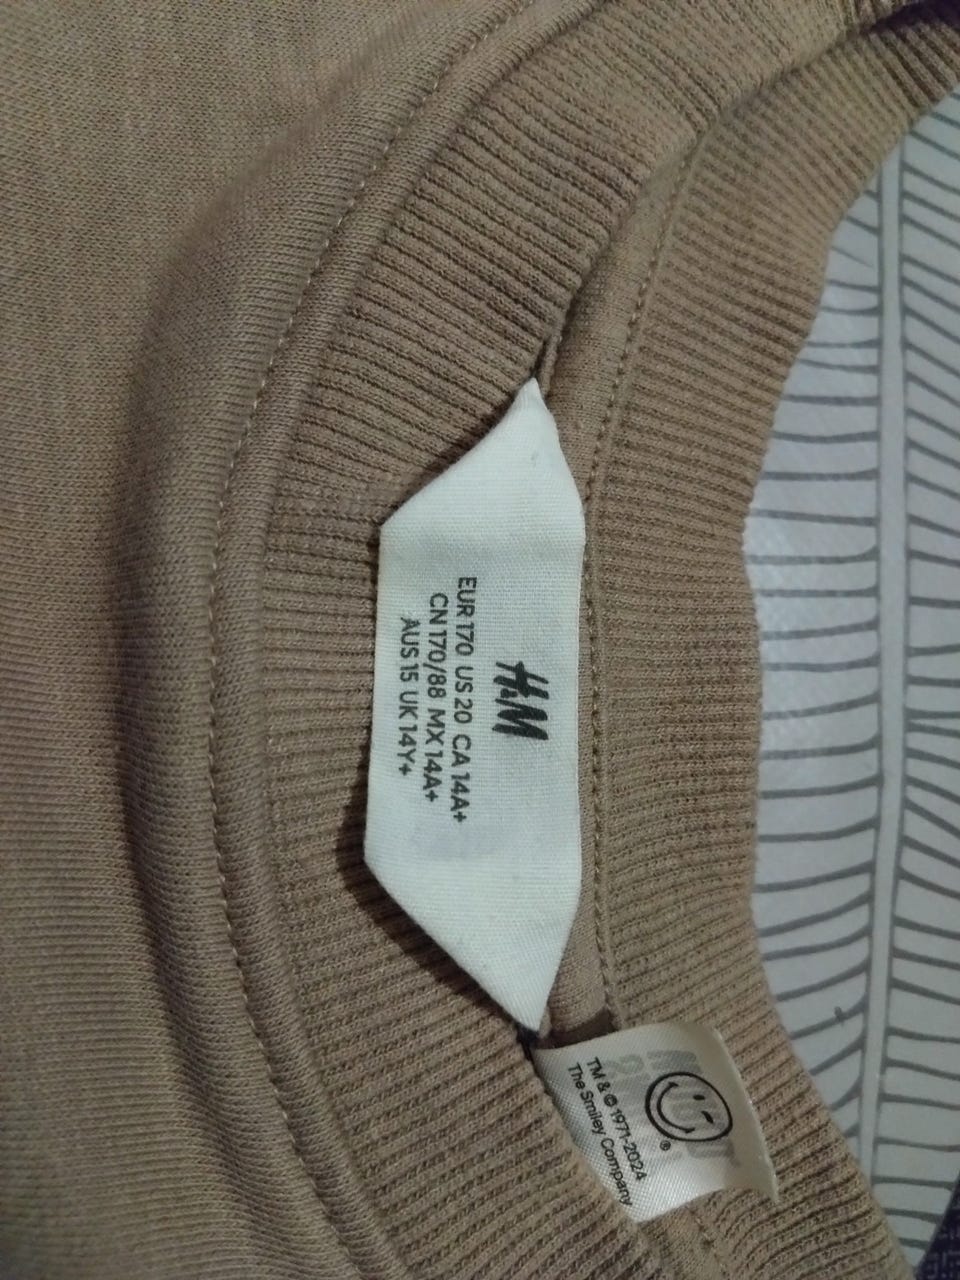 H&M
EUR 170 US 20 CA 14A+
CN 170/88 MX 14A+
AUS 15 UK 14Y+
®
TM & © 1971-2024
The Smiley Company